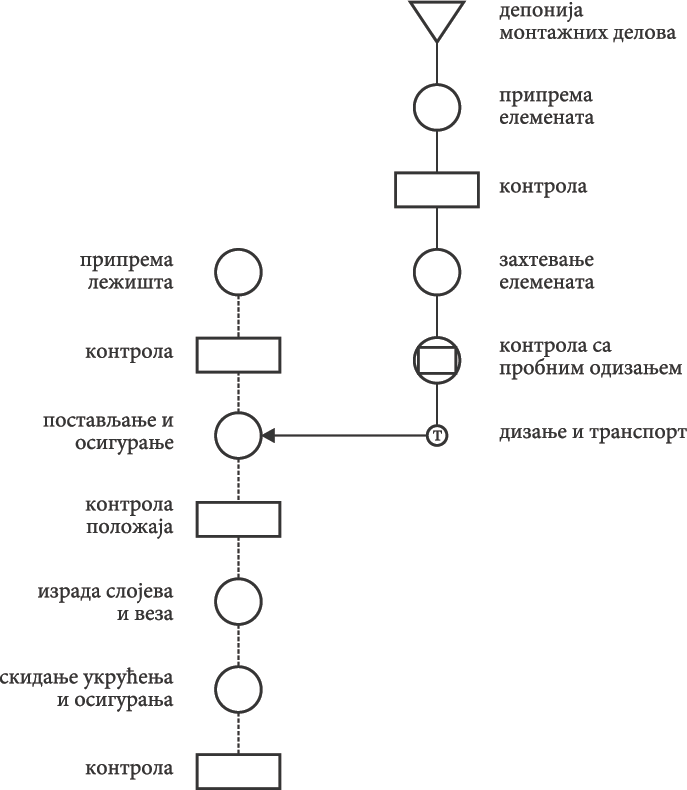 депонија
монтажних делова
припрема
елемената
контрола
захтевање
елемената
контрола са
пробним одизањем
T
дизање и транспорт
припрема
лежишта
контрола
постављање и
осигурање
контрола
положаја
израда слојева
и веза
скидање укрућења
и осигурања
контрола